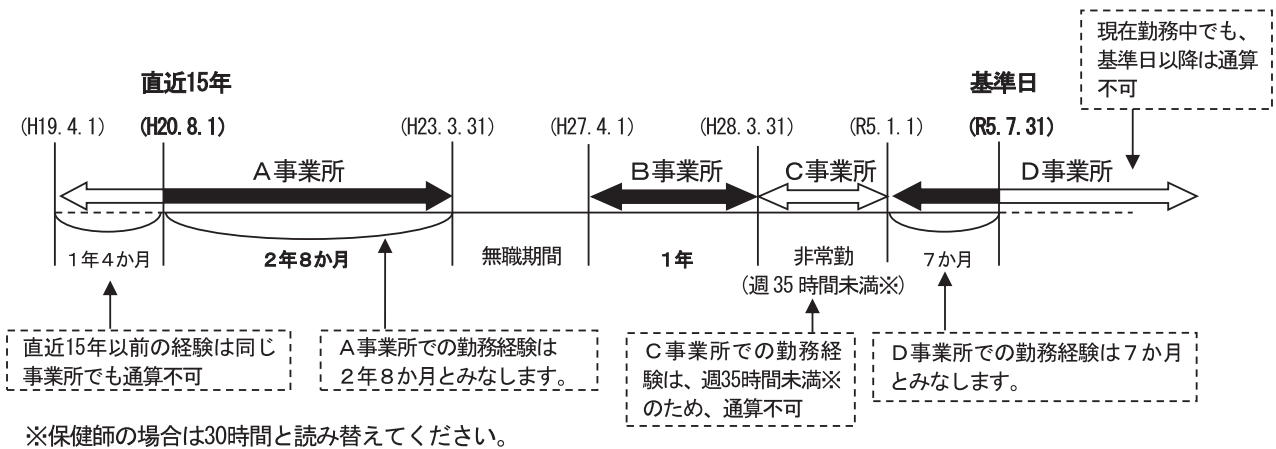 現在勤務中でも、
基準日以降は通算
不可
直近15年
基準日
(H19. 4. 1)
(H20. 8. 1)
(H23. 3. 31)
(H27. 4. 1)
(H28. 3. 31)
(R5. 1. 1)
(R5. 7. 31)
A事業所
B事業所
C事業所
D事業所
1年4か月
2年8か月
無職期間
1年
非常勤
(週35時間未満※)
7か月
直近15年以前の経験は同じ
事業所でも通算不可
A事業所での勤務経験は
2年8か月とみなします。
C事業所での勤務経
験は、週35時間未満※
のため、通算不可
D事業所での勤務経験は7か月
とみなします。
※保健師の場合は30時間と読み替えてください。